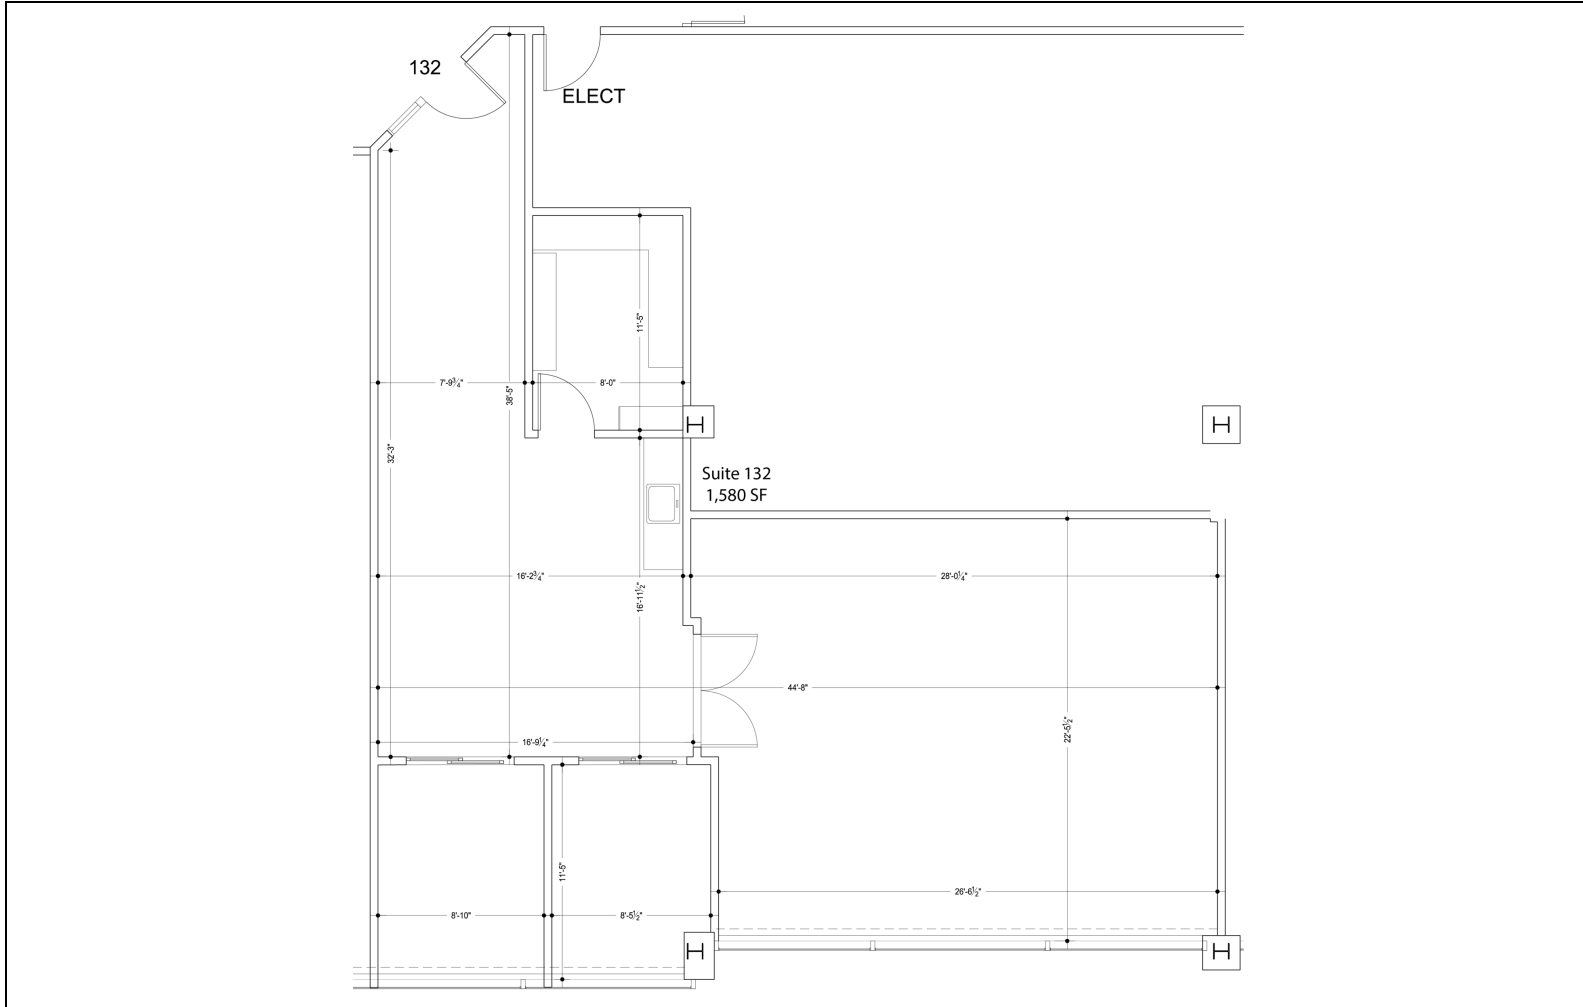 132
ELECT
11'-5"
7'-9¾"
8'-0"
38'-5"
32'-3"
H
H
Suite 132
1,580 SF
16'-2¾"
28'-0¼"
16'-11½"
44'-8"
22'-5½"
16'-9¼"
11'-5"
26'-6½"
8'-10"
8'-5½"
H
H